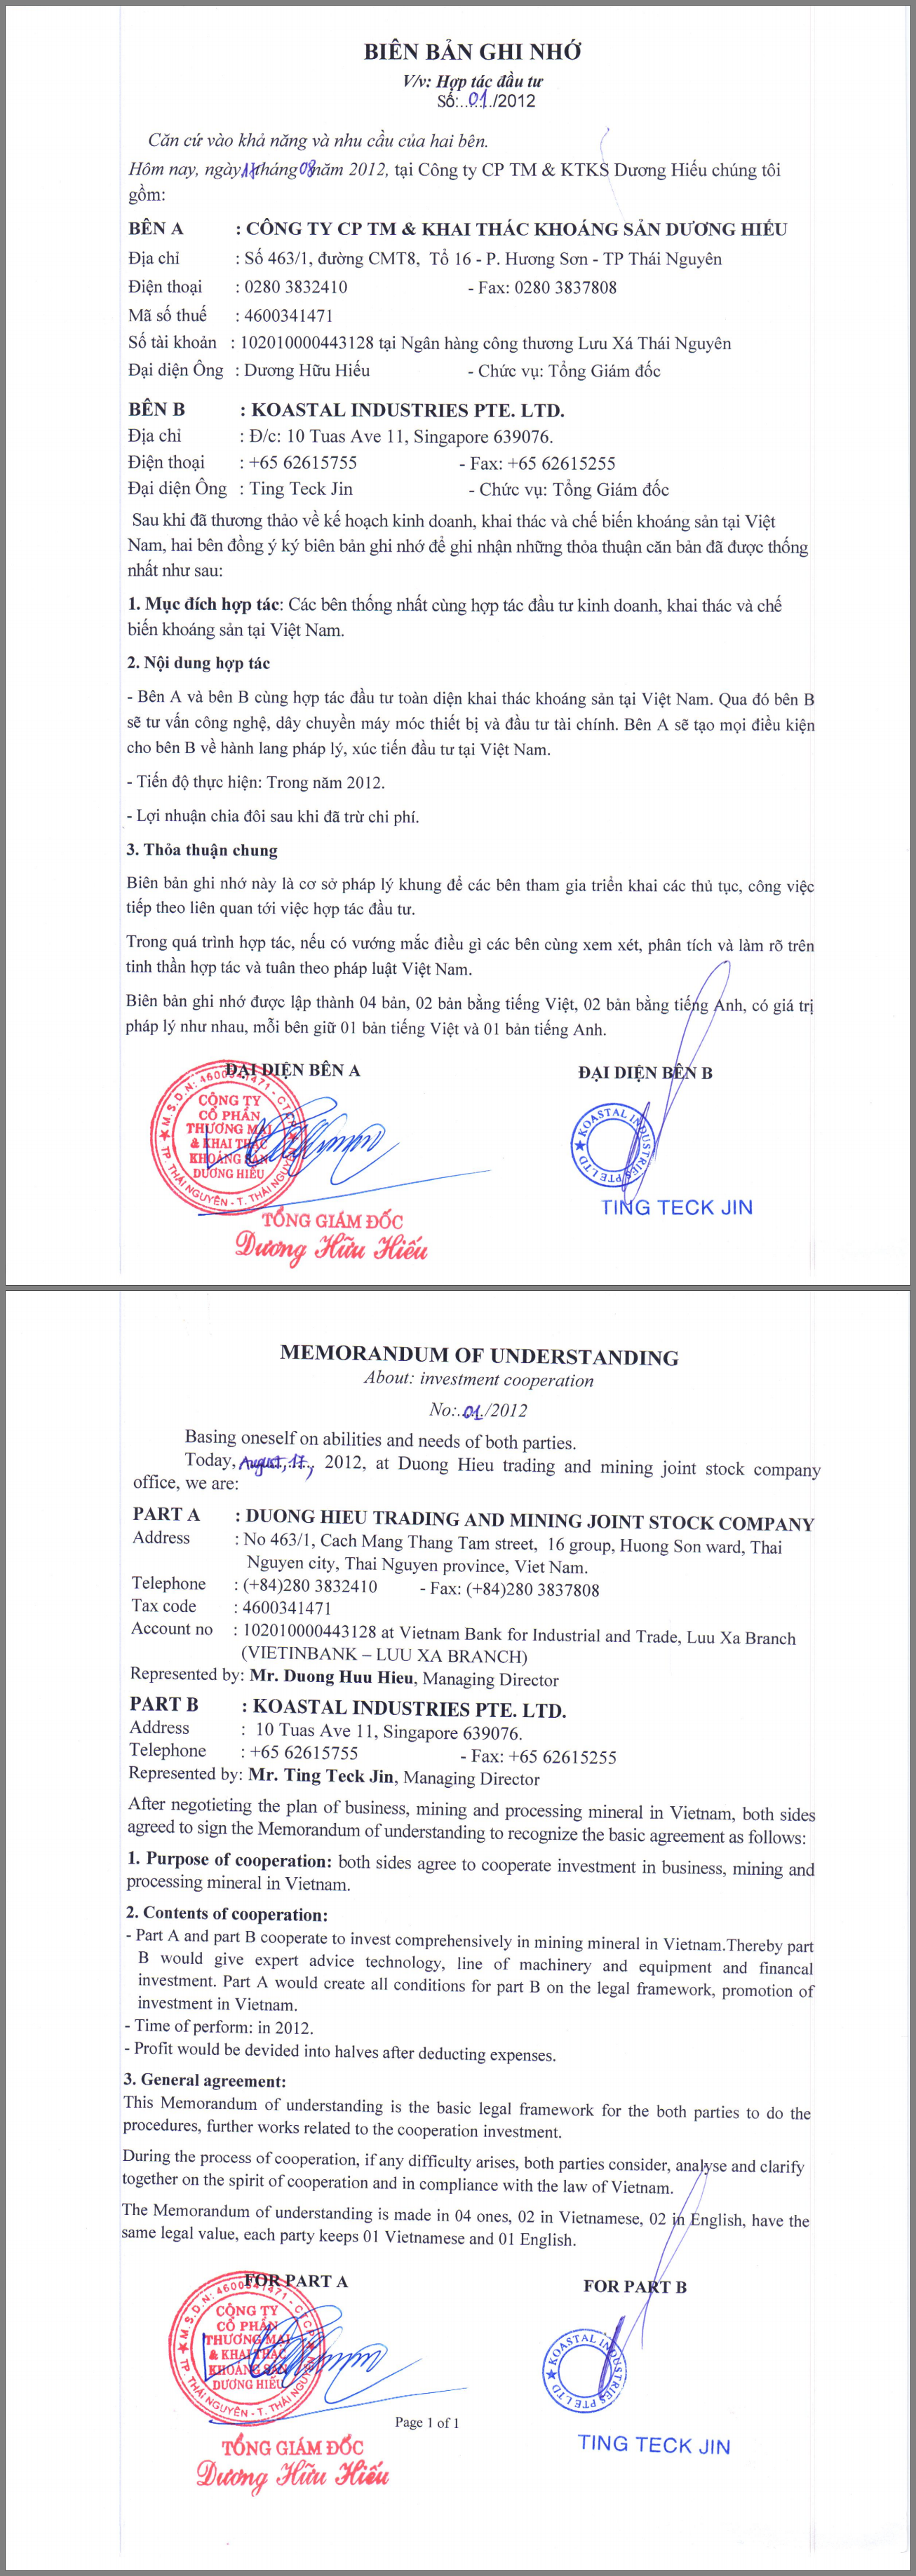 BIÊN BẢN GHI NHỚ
V/v: Hợp tác đầu tư
Số:..01./2012
Căn cứ vào khả năng và nhu cầu của hai bên.
Hôm nay, ngày 17 tháng 08 năm 2012, tại Công ty CP TM & KTKS Dương Hiếu chúng tôi
gồm:
BÊN A : CÔNG TY CP TM & KHAI THÁC KHOÁNG SẢN DƯƠNG HIẾU
Địa chỉ : Số 463/1, đường CMT8, Tổ 16 - P. Hương Sơn - TP Thái Nguyên
Điện thoại : 0280 3832410 - Fax: 0280 3837808
Mã số thuế : 4600341471
Số tài khoản : 102010000443128 tại Ngân hàng công thương Lưu Xá Thái Nguyên
Đại diện Ông : Dương Hữu Hiếu - Chức vụ: Tổng Giám đốc
BÊN B : KOASTAL INDUSTRIES PTE. LTD.
Địa chỉ : Đ/c: 10 Tuas Ave 11, Singapore 639076.
Điện thoại : +65 62615755 - Fax: +65 62615255
Đại diện Ông : Ting Teck Jin - Chức vụ: Tổng Giám đốc
Sau khi đã thương thảo về kế hoạch kinh doanh, khai thác và chế biến khoáng sản tại Việt
Nam, hai bên đồng ý ký biên bản ghi nhớ để ghi nhận những thỏa thuận căn bản đã được thống
nhất như sau:
1. Mục đích hợp tác: Các bên thống nhất cùng hợp tác đầu tư kinh doanh, khai thác và chế
biến khoáng sản tại Việt Nam.
2. Nội dung hợp tác
- Bên A và bên B cùng hợp tác đầu tư toàn diện khai thác khoáng sản tại Việt Nam. Qua đó bên B
sẽ tư vấn công nghệ, dây chuyền máy móc thiết bị và đầu tư tài chính. Bên A sẽ tạo mọi điều kiện
cho bên B về hành lang pháp lý, xúc tiến đầu tư tại Việt Nam.
- Tiến độ thực hiện: Trong năm 2012.
- Lợi nhuận chia đôi sau khi đã trừ chi phí.
3. Thỏa thuận chung
Biên bản ghi nhớ này là cơ sở pháp lý khung để các bên tham gia triển khai các thủ tục, công việc
tiếp theo liên quan tới việc hợp tác đầu tư.
Trong quá trình hợp tác, nếu có vướng mắc điều gì các bên cùng xem xét, phân tích và làm rõ trên
tinh thần hợp tác và tuân theo pháp luật Việt Nam.
Biên bản ghi nhớ được lập thành 04 bản, 02 bản bằng tiếng Việt, 02 bản bằng tiếng Anh, có giá trị
pháp lý như nhau, mỗi bên giữ 01 bản tiếng Việt và 01 bản tiếng Anh.
ĐẠI DIỆN BÊN A ĐẠI DIỆN BÊN B
M.S.D.N: 4600341471 - C.T.C.P
CÔNG TY
CỔ PHẦN
THƯƠNG MẠI
& KHAI THÁC
KHOÁNG SẢN
DƯƠNG HIẾU
TP. THÁI NGUYÊN - T. THÁI NGUYÊN
KOASTAL INDUSTRIES PTE LTD
TING TECK JIN
TỔNG GIÁM ĐỐC
Dương Hữu Hiếu
MEMORANDUM OF UNDERSTANDING
About: investment cooperation
No:..01../2012
Basing oneself on abilities and needs of both parties.
Today, August, 17, 2012, at Duong Hieu trading and mining joint stock company
office, we are:
PART A : DUONG HIEU TRADING AND MINING JOINT STOCK COMPANY
Address : No 463/1, Cach Mang Thang Tam street, 16 group, Huong Son ward, Thai
Nguyen city, Thai Nguyen province, Viet Nam.
Telephone : (+84)280 3832410 - Fax: (+84)280 3837808
Tax code : 4600341471
Account no : 102010000443128 at Vietnam Bank for Industrial and Trade, Luu Xa Branch
(VIETINBANK – LUU XA BRANCH)
Represented by: Mr. Duong Huu Hieu, Managing Director
PART B : KOASTAL INDUSTRIES PTE. LTD.
Address : 10 Tuas Ave 11, Singapore 639076.
Telephone : +65 62615755 - Fax: +65 62615255
Represented by: Mr. Ting Teck Jin, Managing Director
After negotieting the plan of business, mining and processing mineral in Vietnam, both sides
agreed to sign the Memorandum of understanding to recognize the basic agreement as follows:
1. Purpose of cooperation: both sides agree to cooperate investment in business, mining and
processing mineral in Vietnam.
2. Contents of cooperation:
- Part A and part B cooperate to invest comprehensively in mining mineral in Vietnam.Thereby part
B would give expert advice technology, line of machinery and equipment and financal
investment. Part A would create all conditions for part B on the legal framework, promotion of
investment in Vietnam.
- Time of perform: in 2012.
- Profit would be devided into halves after deducting expenses.
3. General agreement:
This Memorandum of understanding is the basic legal framework for the both parties to do the
procedures, further works related to the cooperation investment.
During the process of cooperation, if any difficulty arises, both parties consider, analyse and clarify
together on the spirit of cooperation and in compliance with the law of Vietnam.
The Memorandum of understanding is made in 04 ones, 02 in Vietnamese, 02 in English, have the
same legal value, each party keeps 01 Vietnamese and 01 English.
FOR PART A FOR PART B
M.S.D.N: 4600341471 - C.T.C.P
CÔNG TY
CỔ PHẦN
THƯƠNG MẠI
& KHAI THÁC
KHOÁNG SẢN
DƯƠNG HIẾU
TP. THÁI NGUYÊN - T. THÁI NGUYÊN
KOASTAL INDUSTRIES PTE LTD
Page 1 of 1
TING TECK JIN
TỔNG GIÁM ĐỐC
Dương Hữu Hiếu